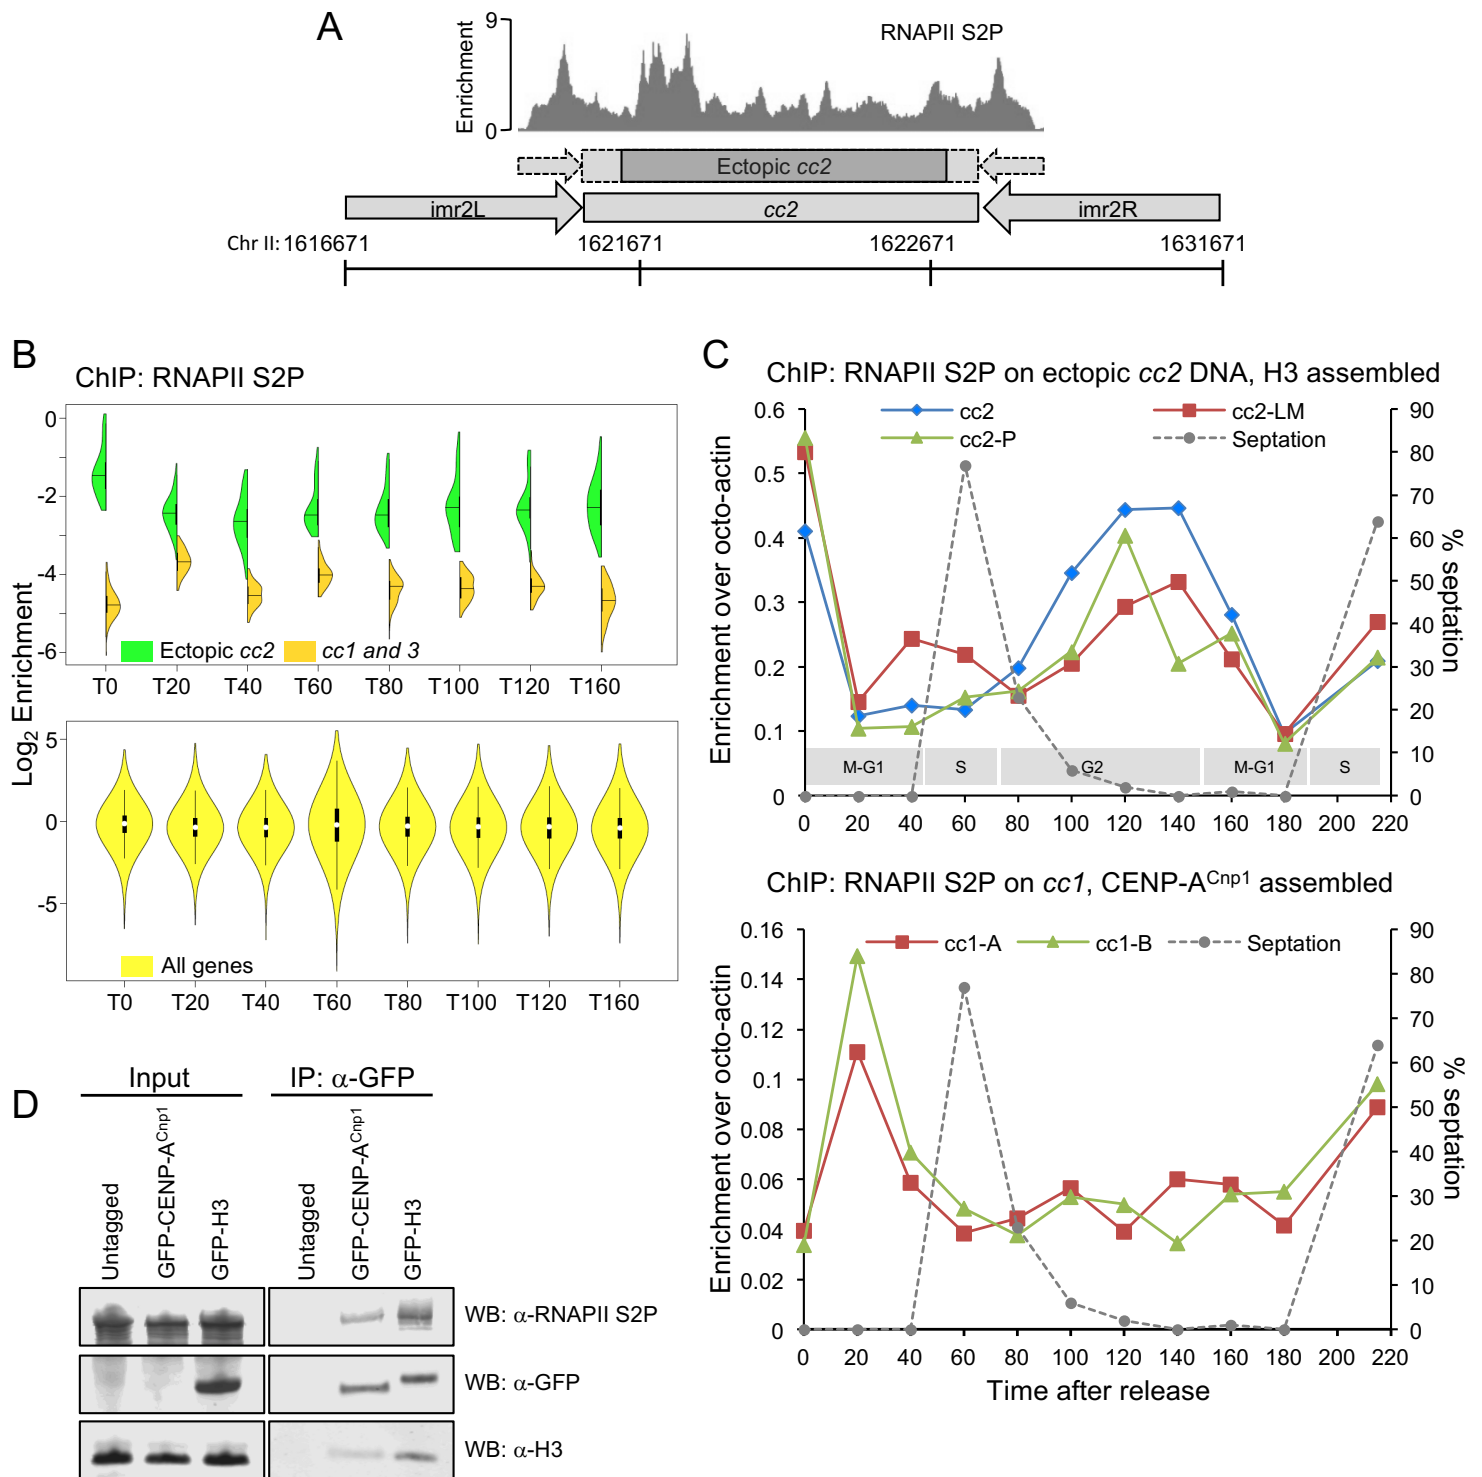 A
Enrichment
9
0
RNAPII S2P
Ectopic cc2
imr2L
cc2
imr2R
Chr II: 1616671
1621671
1622671
1631671
B
ChIP: RNAPII S2P
Log2 Enrichment
0
-2
-4
-6
Ectopic cc2
cc1 and 3
T0 T20 T40 T60 T80 T100 T120 T160
5
0
-5
All genes
T0 T20 T40 T60 T80 T100 T120 T160
C
ChIP: RNAPII S2P on ectopic cc2 DNA, H3 assembled
cc2
cc2-LM
cc2-P
Septation
Enrichment over octo-actin
0.6
0.5
0.4
0.3
0.2
0.1
0
% septation
90
80
70
60
50
40
30
20
10
0
M-G1
S
G2
M-G1
S
0 20 40 60 80 100 120 140 160 180 200 220
ChIP: RNAPII S2P on cc1, CENP-ACnp1 assembled
cc1-A
cc1-B
Septation
Enrichment over octo-actin
0.16
0.14
0.12
0.1
0.08
0.06
0.04
0.02
0
% septation
90
80
70
60
50
40
30
20
10
0
0 20 40 60 80 100 120 140 160 180 200 220
Time after release
D
Input
IP: α-GFP
Untagged
GFP-CENP-ACnp1
GFP-H3
Untagged
GFP-CENP-ACnp1
GFP-H3
WB: α-RNAPII S2P
WB: α-GFP
WB: α-H3